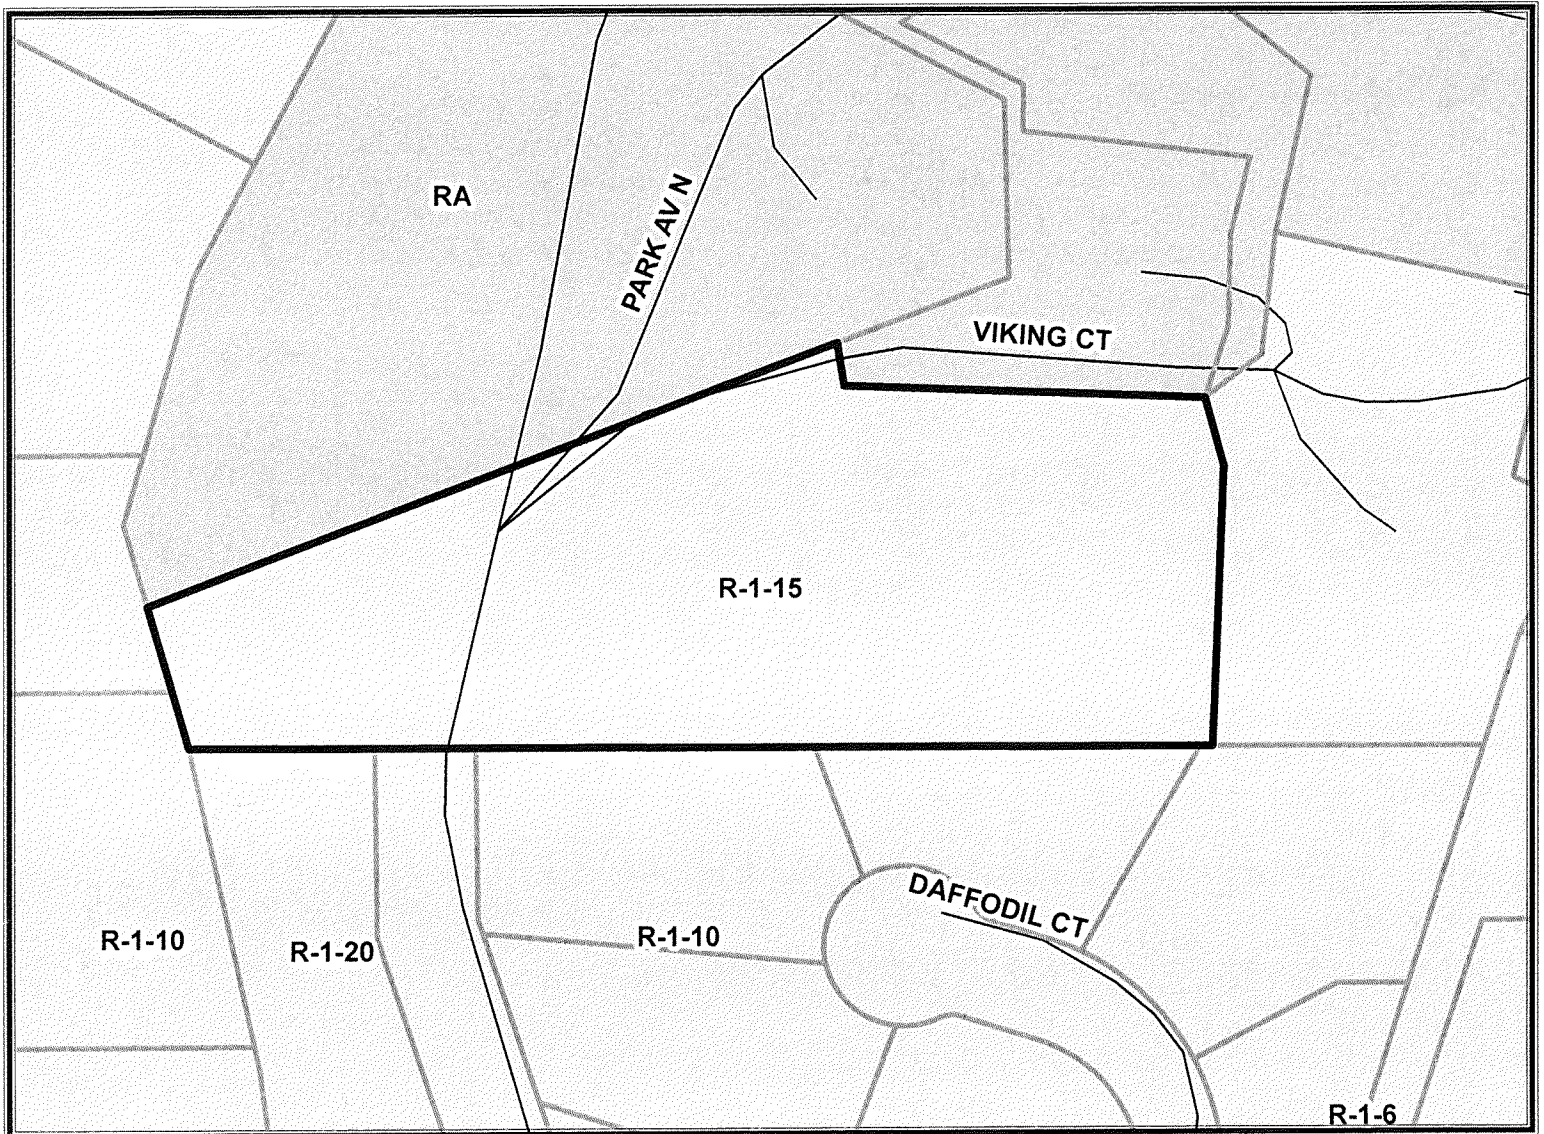 RA
PARK AV N
VIKING CT
R-1-15
DAFFODIL CT
R-1-10
R-1-20
R-1-10
R-1-6